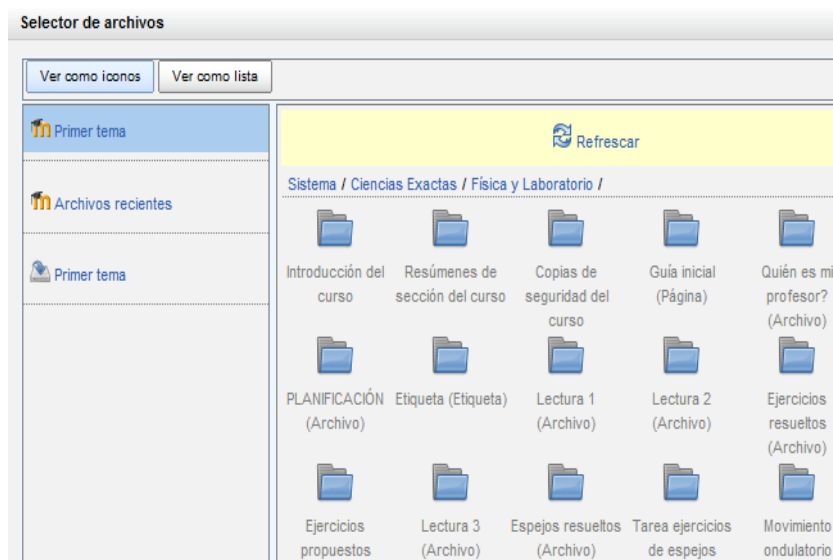 Selector de archivos
Ver como iconos Ver como lista
Primer tema
Archivos recientes
Primer tema
Refrescar
Sistema / Ciencias Exactas / Física y Laboratorio /
Introducción del
curso
Resúmenes de
sección del curso
Copias de
seguridad del
curso
Guía inicial
(Página)
Quién es mi
profesor?
(Archivo)
PLANIFICACIÓN
(Archivo)
Etiqueta (Etiqueta)
Lectura 1
(Archivo)
Lectura 2
(Archivo)
Ejercicios
resueltos
(Archivo)
Ejercicios
propuestos
Lectura 3
(Archivo)
Espejos resueltos
(Archivo)
Tarea ejercicios
de espejos
Movimiento
ondulatorio